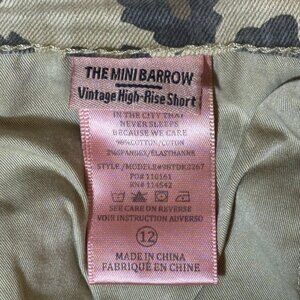 THE MINI BARROW
Vintage High-Rise Short
IN THE CITY THAT
NEVER SLEEPS
BECAUSE WE CARE
98% COTTON/COTON
2% SPANDEX/ELASTHANNE
STYLE/MODELE#
PO# 110161
RN# 114542
SEE CARE ON REVERSE
VOIR INSTRUCTION ADVERSO
12
MADE IN CHINA
FABRIQUÉ EN CHINE